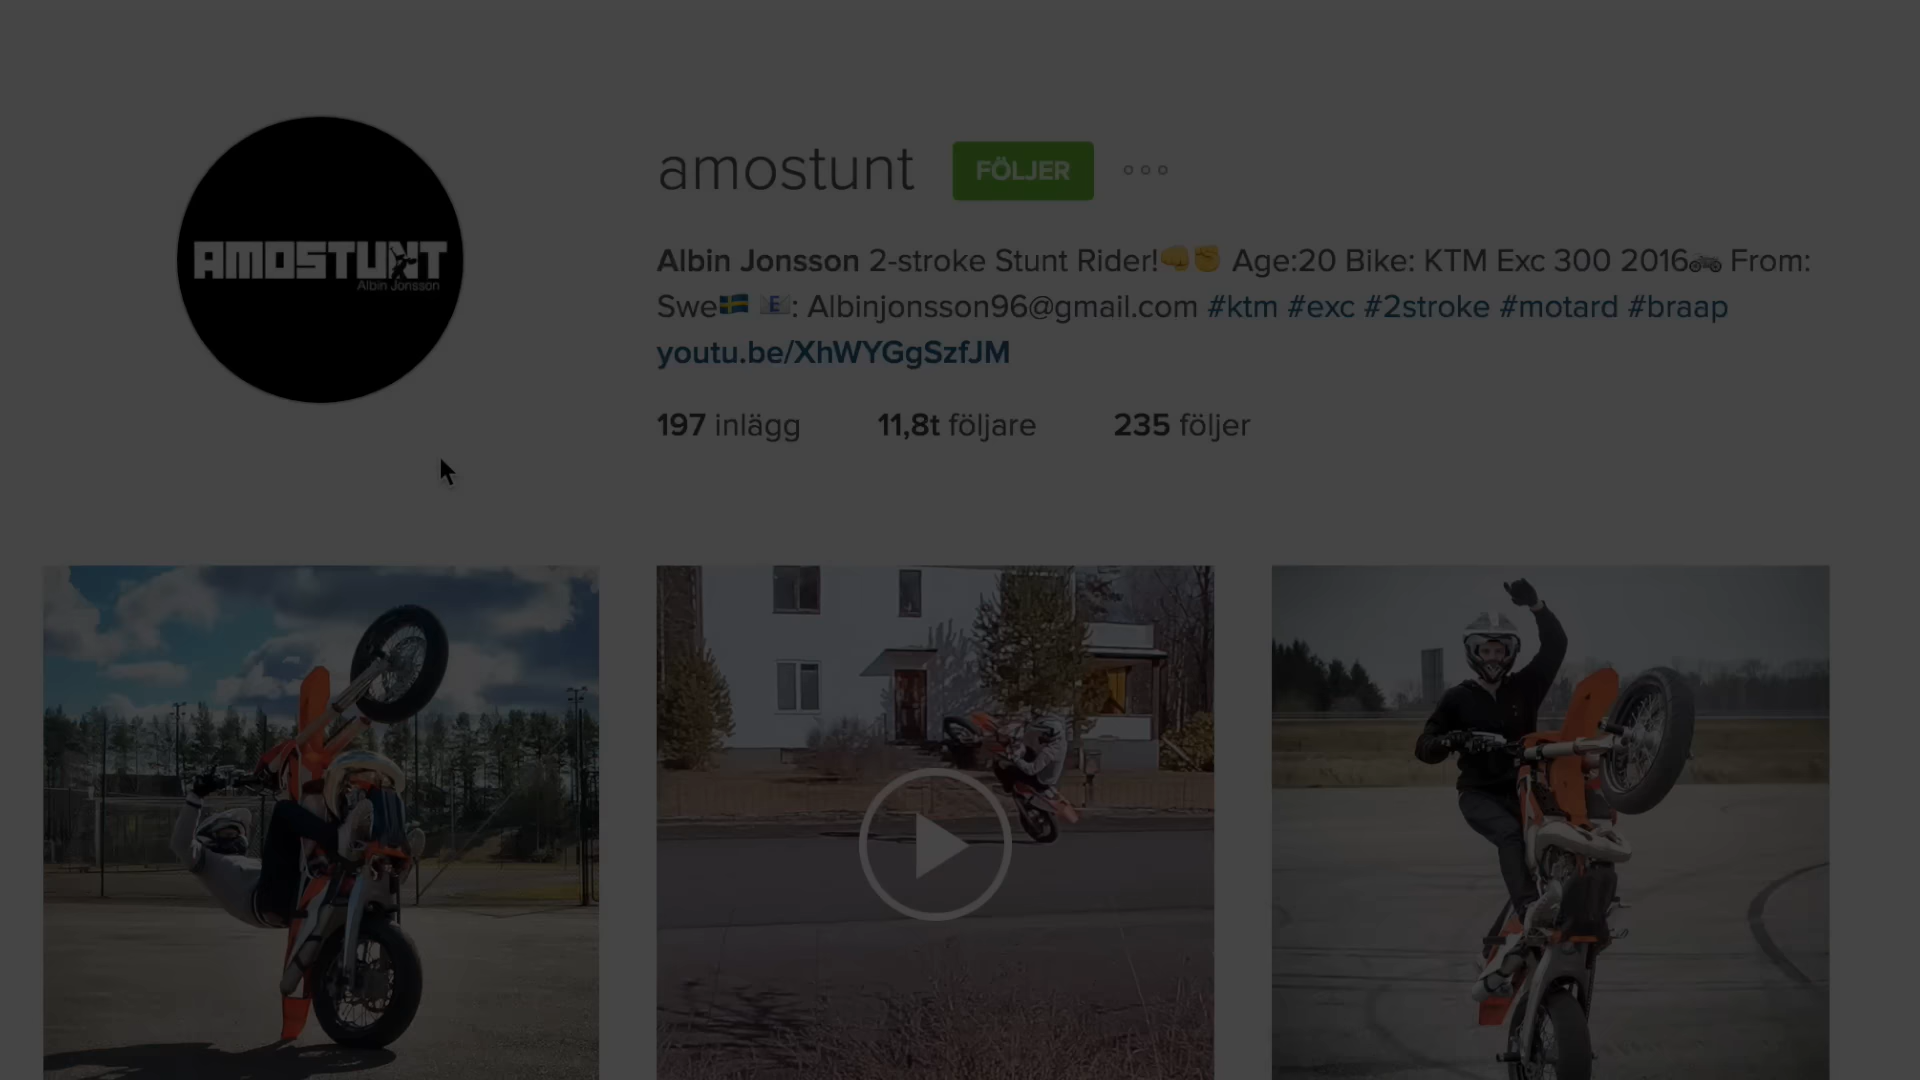 AMOSTUNT
Albin Jonsson
amostunt FÖLJER
Albin Jonsson 2-stroke Stunt Rider!👊✊ Age:20 Bike: KTM Exc 300 2016🏍 From:
Swe🇸🇪 📧: Albinjonsson96@gmail.com #ktm #exc #2stroke #motard #braap
youtu.be/XhWYGgSzfJM
197 inlägg 11,8t följare 235 följer